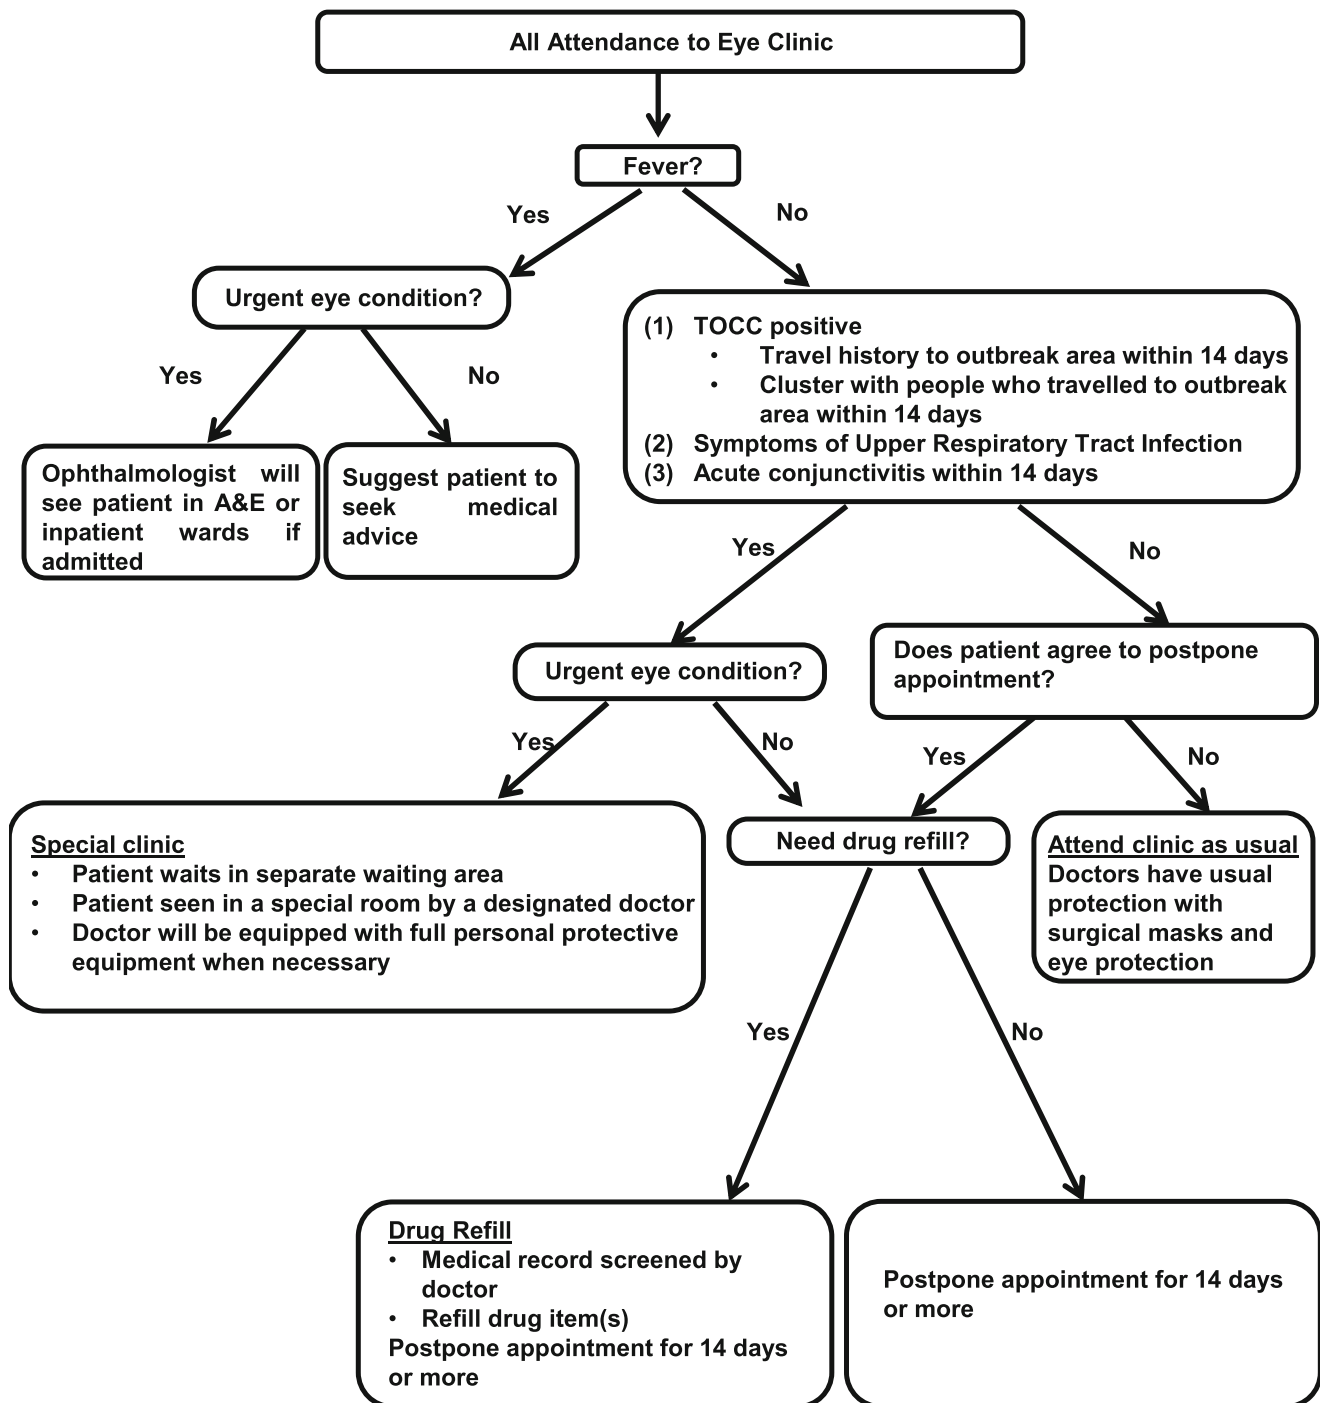 All Attendance to Eye Clinic
Fever?
Yes
No
Urgent eye condition?
(1) TOCC positive
• Travel history to outbreak area within 14 days
• Cluster with people who travelled to outbreak
area within 14 days
(2) Symptoms of Upper Respiratory Tract Infection
(3) Acute conjunctivitis within 14 days
Yes
No
Ophthalmologist will
see patient in A&E or
inpatient wards if
admitted
Suggest patient to
seek medical
advice
Yes
No
Urgent eye condition?
Does patient agree to postpone
appointment?
Yes
No
Yes
No
Special clinic
• Patient waits in separate waiting area
• Patient seen in a special room by a designated doctor
• Doctor will be equipped with full personal protective
equipment when necessary
Need drug refill?
Attend clinic as usual
Doctors have usual
protection with
surgical masks and
eye protection
Yes
No
Drug Refill
• Medical record screened by
doctor
• Refill drug item(s)
Postpone appointment for 14 days
or more
Postpone appointment for 14 days
or more